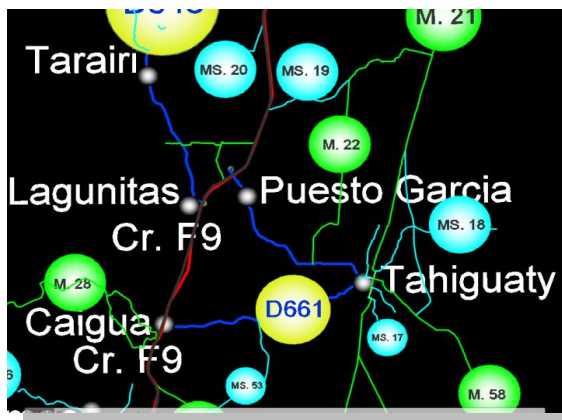 M. 21
Tarairi
MS. 20
MS. 19
M. 22
Lagunitas
Puesto Garcia
Cr. F9
MS. 18
M. 28
Tahiguaty
D661
Caigua
Cr. F9
MS. 17
MS. 53
M. 58